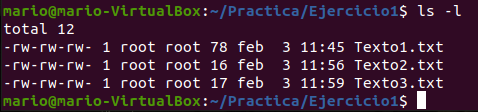 mario@mario-VirtualBox:~/Practica/Ejercicio1$ ls -l
total 12
-rw-rw-rw- 1 root root 78 feb  3 11:45 Texto1.txt
-rw-rw-rw- 1 root root 16 feb  3 11:56 Texto2.txt
-rw-rw-rw- 1 root root 17 feb  3 11:59 Texto3.txt
mario@mario-VirtualBox:~/Practica/Ejercicio1$